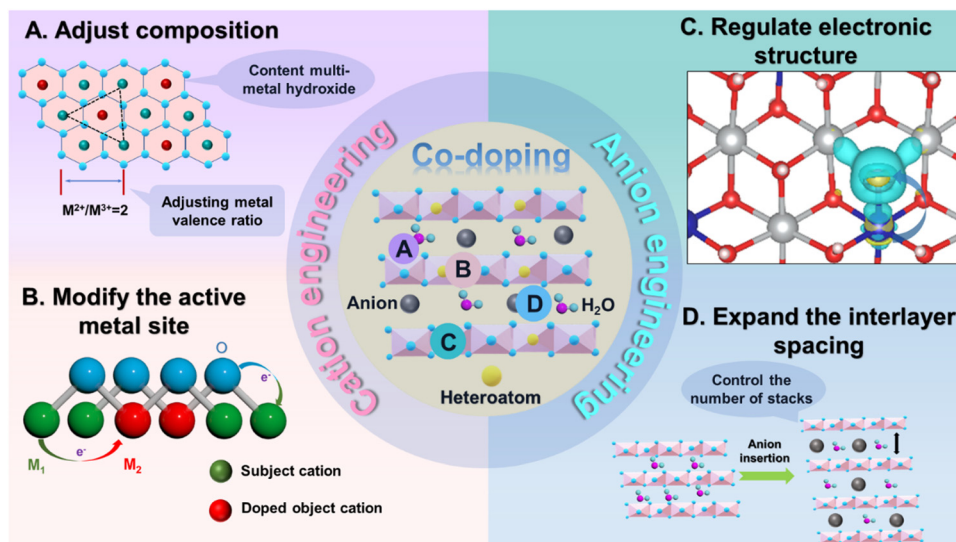 A. Adjust composition
Content multi-
metal hydroxide
M²⁺/M³⁺=2
Adjusting metal
valence ratio
B. Modify the active
metal site
O
e⁻
e⁻
M₁
M₂
Subject cation
Doped object cation
Cation engineering
Co-doping
Anion engineering
A
B
Anion
D
H₂O
C
Heteroatom
C. Regulate electronic
structure
D. Expand the interlayer
spacing
Control the
number of stacks
Anion
insertion